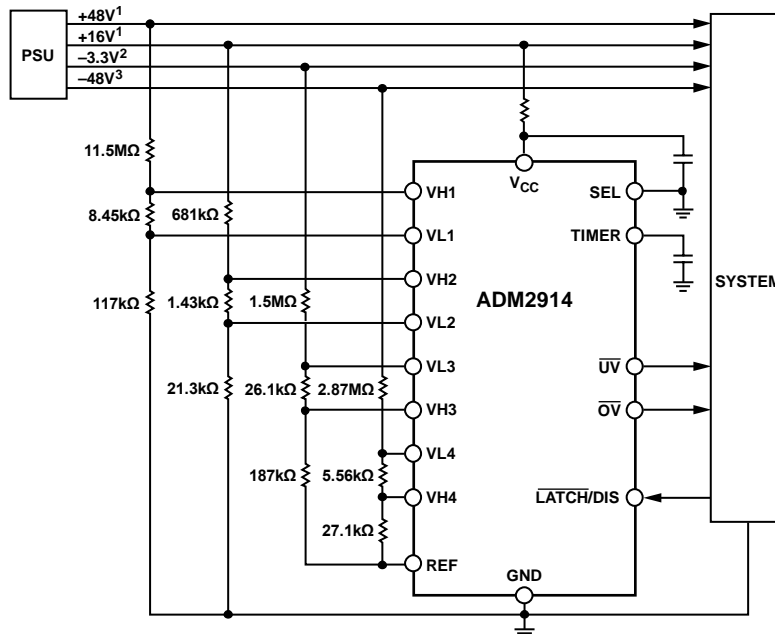 +48V1
+16V1
PSU
–3.3V2
–48V3
11.5MΩ
VCC
VH1
SEL
8.45kΩ
681kΩ
VL1
TIMER
VH2
SYSTEM
117kΩ
1.43kΩ
1.5MΩ
ADM2914
VL2
VL3
UV
21.3kΩ
26.1kΩ
2.87MΩ
VH3
OV
VL4
187kΩ
5.56kΩ
VH4
LATCH/DIS
27.1kΩ
REF
GND